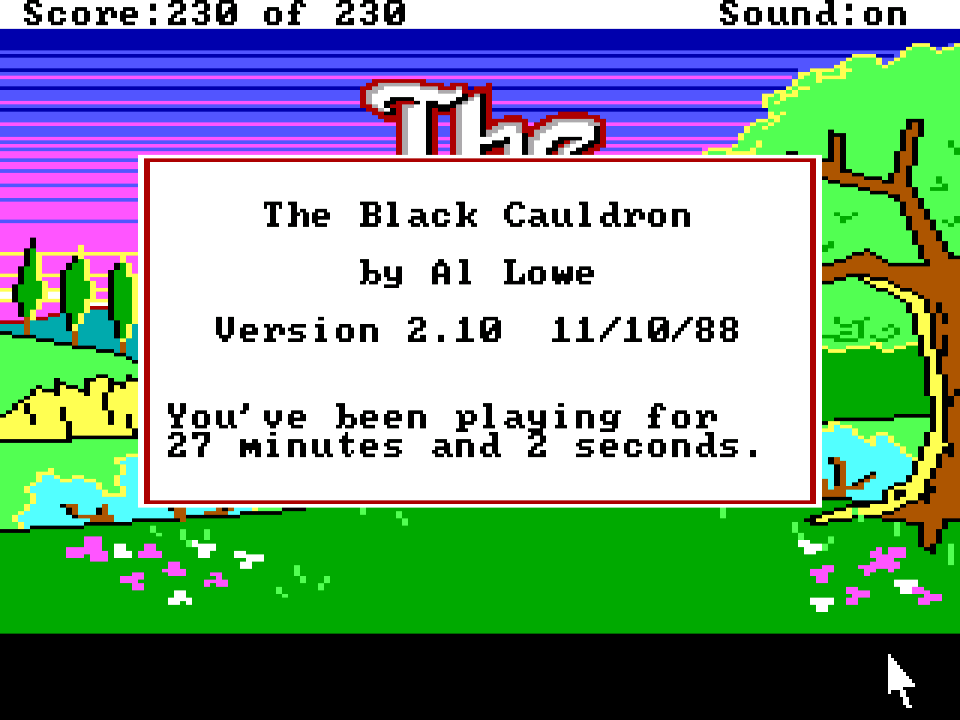 Score:230 of 230 Sound:on
The
The Black Cauldron
by Al Lowe
Version 2.10 11/10/88
You've been playing for
27 minutes and 2 seconds.